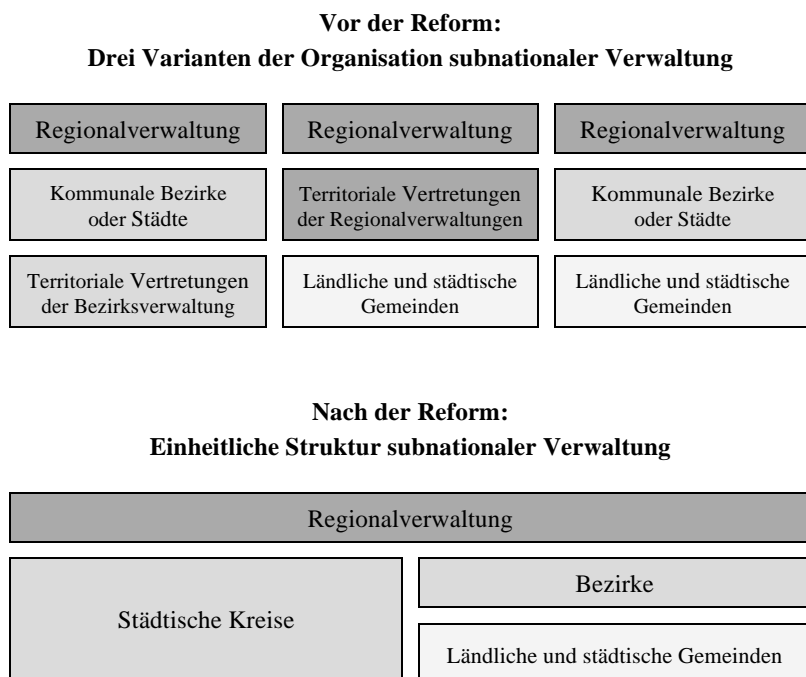 Vor der Reform:
Drei Varianten der Organisation subnationaler Verwaltung
Regionalverwaltung
Regionalverwaltung
Regionalverwaltung
Kommunale Bezirke
oder Städte
Territoriale Vertretungen
der Regionalverwaltungen
Kommunale Bezirke
oder Städte
Territoriale Vertretungen
der Bezirksverwaltung
Ländliche und städtische
Gemeinden
Ländliche und städtische
Gemeinden
Nach der Reform:
Einheitliche Struktur subnationaler Verwaltung
Regionalverwaltung
Städtische Kreise
Bezirke
Ländliche und städtische Gemeinden